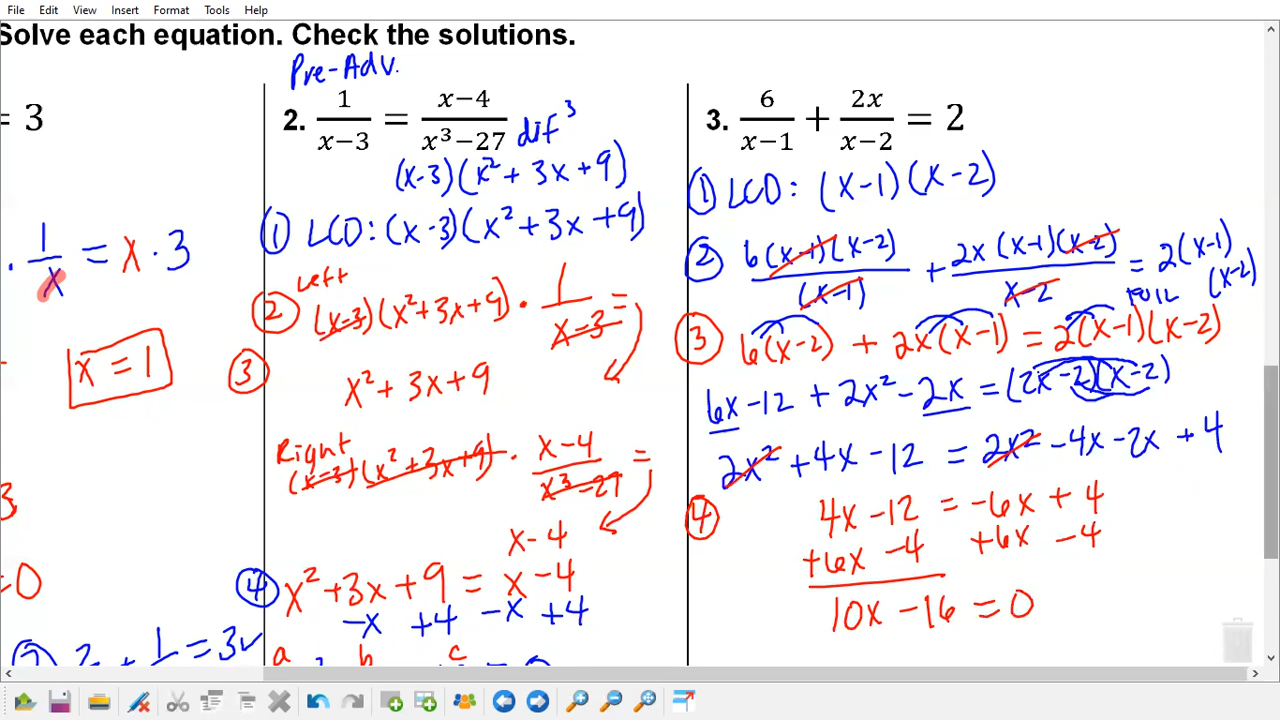 File Edit View Insert Format Tools Help
Solve each equation. Check the solutions.
= 3
· 1/x = x · 3
x = 1
3
=0
1/ = 3✓
Pre-Adv.
2. 1/(x−3) = (x−4)/(x³−27) dif³
(x-3)(x² + 3x + 9)
① LCD: (x-3)(x² + 3x + 9)
Left
② (x-3)(x²+3x+9) · 1/(x-3) =
③ x² + 3x + 9
Right
(x-3)(x²+3x+9) · (x-4)/(x³-27) =
x-4
④ x² + 3x + 9 = x - 4
-x +4 -x +4
a b c
3. 6/(x−1) + 2x/(x−2) = 2
① LCD: (x-1)(x-2)
② 6(x-1)(x-2)/(x-1) + 2x(x-1)(x-2)/(x-2) = 2(x-1)(x-2)
FOIL
③ 6(x-2) + 2x(x-1) = 2(x-1)(x-2)
6x - 12 + 2x² - 2x = (2x-2)(x-2)
2x² + 4x - 12 = 2x² - 4x - 2x + 4
④ 4x - 12 = -6x + 4
+6x -4 +6x -4
10x - 16 = 0